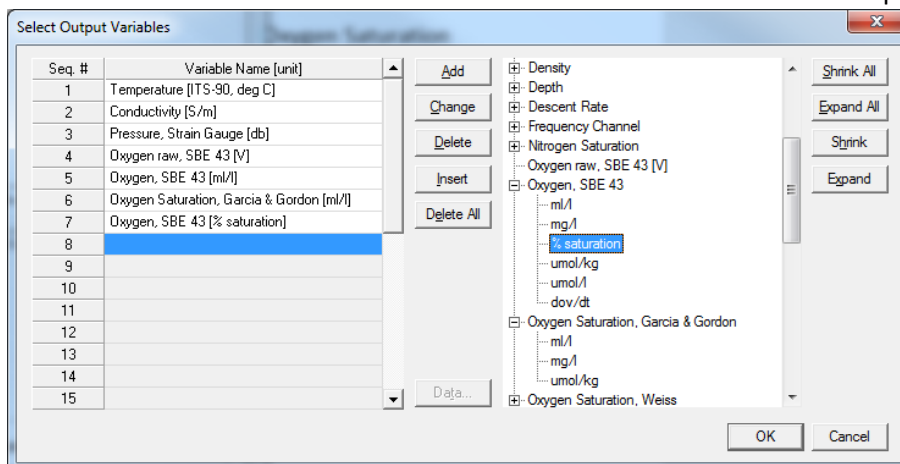 Select Output Variables
Oxygen Saturation
x
Seq. # Variable Name [unit]
1 Temperature [ITS-90, deg C]
2 Conductivity [S/m]
3 Pressure, Strain Gauge [db]
4 Oxygen raw, SBE 43 [V]
5 Oxygen, SBE 43 [ml/l]
6 Oxygen Saturation, Garcia & Gordon [ml/l]
7 Oxygen, SBE 43 [% saturation]
8
9
10
11
12
13
14
15
Add
Change
Delete
Insert
Delete All
Data...
Density
Depth
Descent Rate
Frequency Channel
Nitrogen Saturation
Oxygen raw, SBE 43 [V]
Oxygen, SBE 43
ml/l
mg/l
% saturation
umol/kg
umol/l
dov/dt
Oxygen Saturation, Garcia & Gordon
ml/l
mg/l
umol/kg
Oxygen Saturation, Weiss
Shrink All
Expand All
Shrink
Expand
OK
Cancel